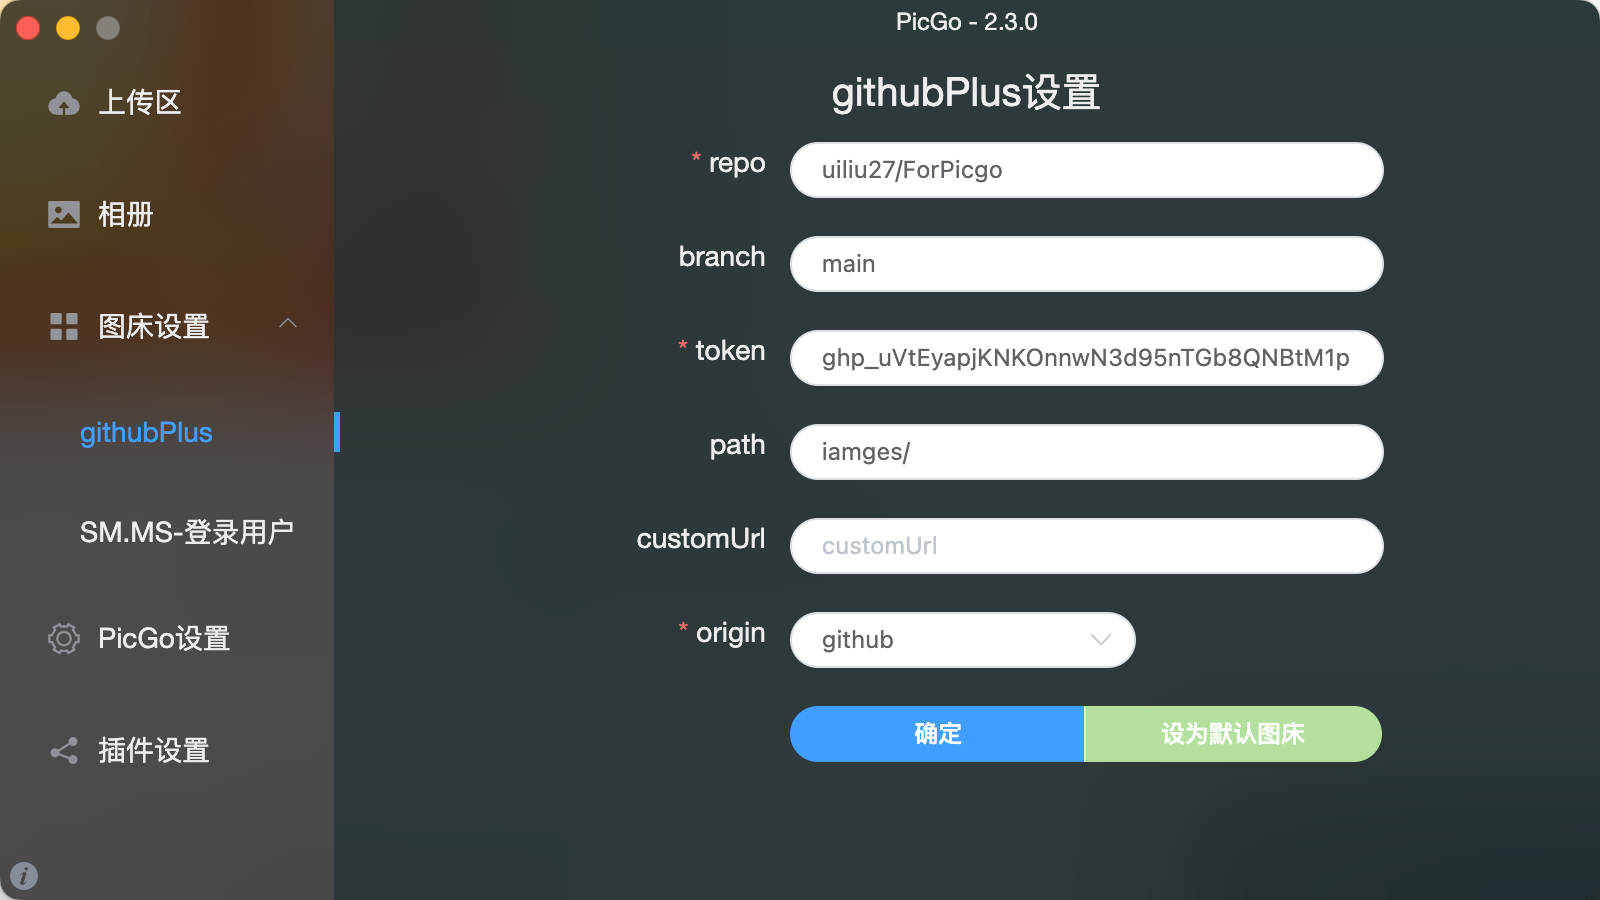 PicGo - 2.3.0
上传区
相册
图床设置
githubPlus
SM.MS-登录用户
PicGo设置
插件设置
githubPlus设置
* repo
uiliu27/ForPicgo
branch
main
* token
ghp_uVtEyapjKNKOnnwN3d95nTGb8QNBtM1p
path
iamges/
customUrl
customUrl
* origin
github
确定
设为默认图床